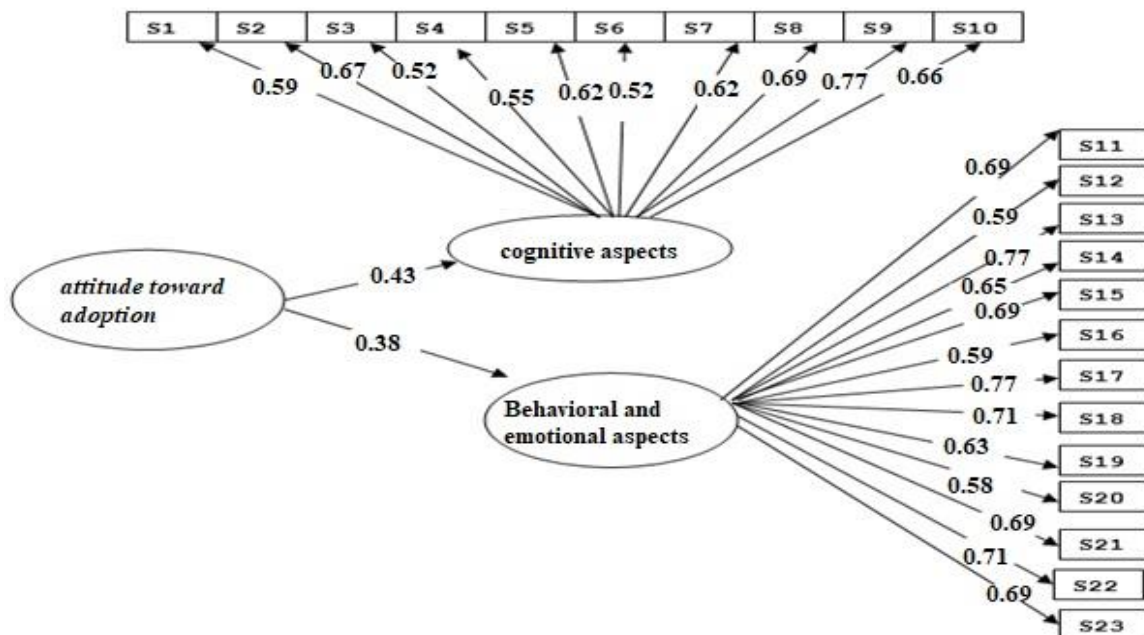 S1 S2 S3 S4 S5 S6 S7 S8 S9 S10
0.59 0.67 0.52 0.55 0.62 0.52 0.62 0.69 0.77 0.66
cognitive aspects
attitude toward
adoption
0.43
0.38
Behavioral and
emotional aspects
0.69
0.59
0.77
0.65
0.69
0.59
0.77
0.71
0.63
0.58
0.69
0.71
0.69
S11
S12
S13
S14
S15
S16
S17
S18
S19
S20
S21
S22
S23